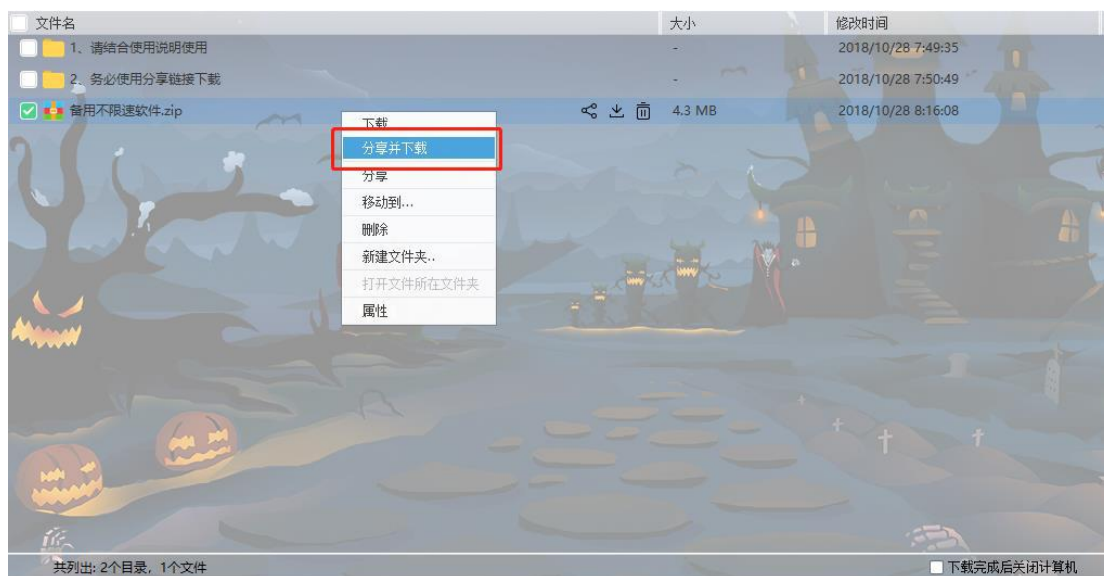 文件名 大小 修改时间
1、请结合使用说明使用 - 2018/10/28 7:49:35
2、务必使用分享链接下载 - 2018/10/28 7:50:49
备用不限速软件.zip 4.3 MB 2018/10/28 8:16:08
下载
分享并下载
分享
移动到...
删除
新建文件夹..
打开文件所在文件夹
属性
共列出: 2个目录，1个文件 下载完成后关闭计算机